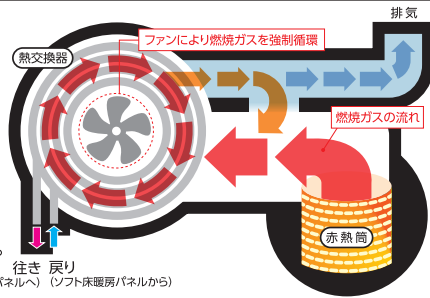 排気
ファンにより燃焼ガスを強制循環
熱交換器
燃焼ガスの流れ
赤熱筒
往き 戻り
パネルへ) (ソフト床暖房パネルから)